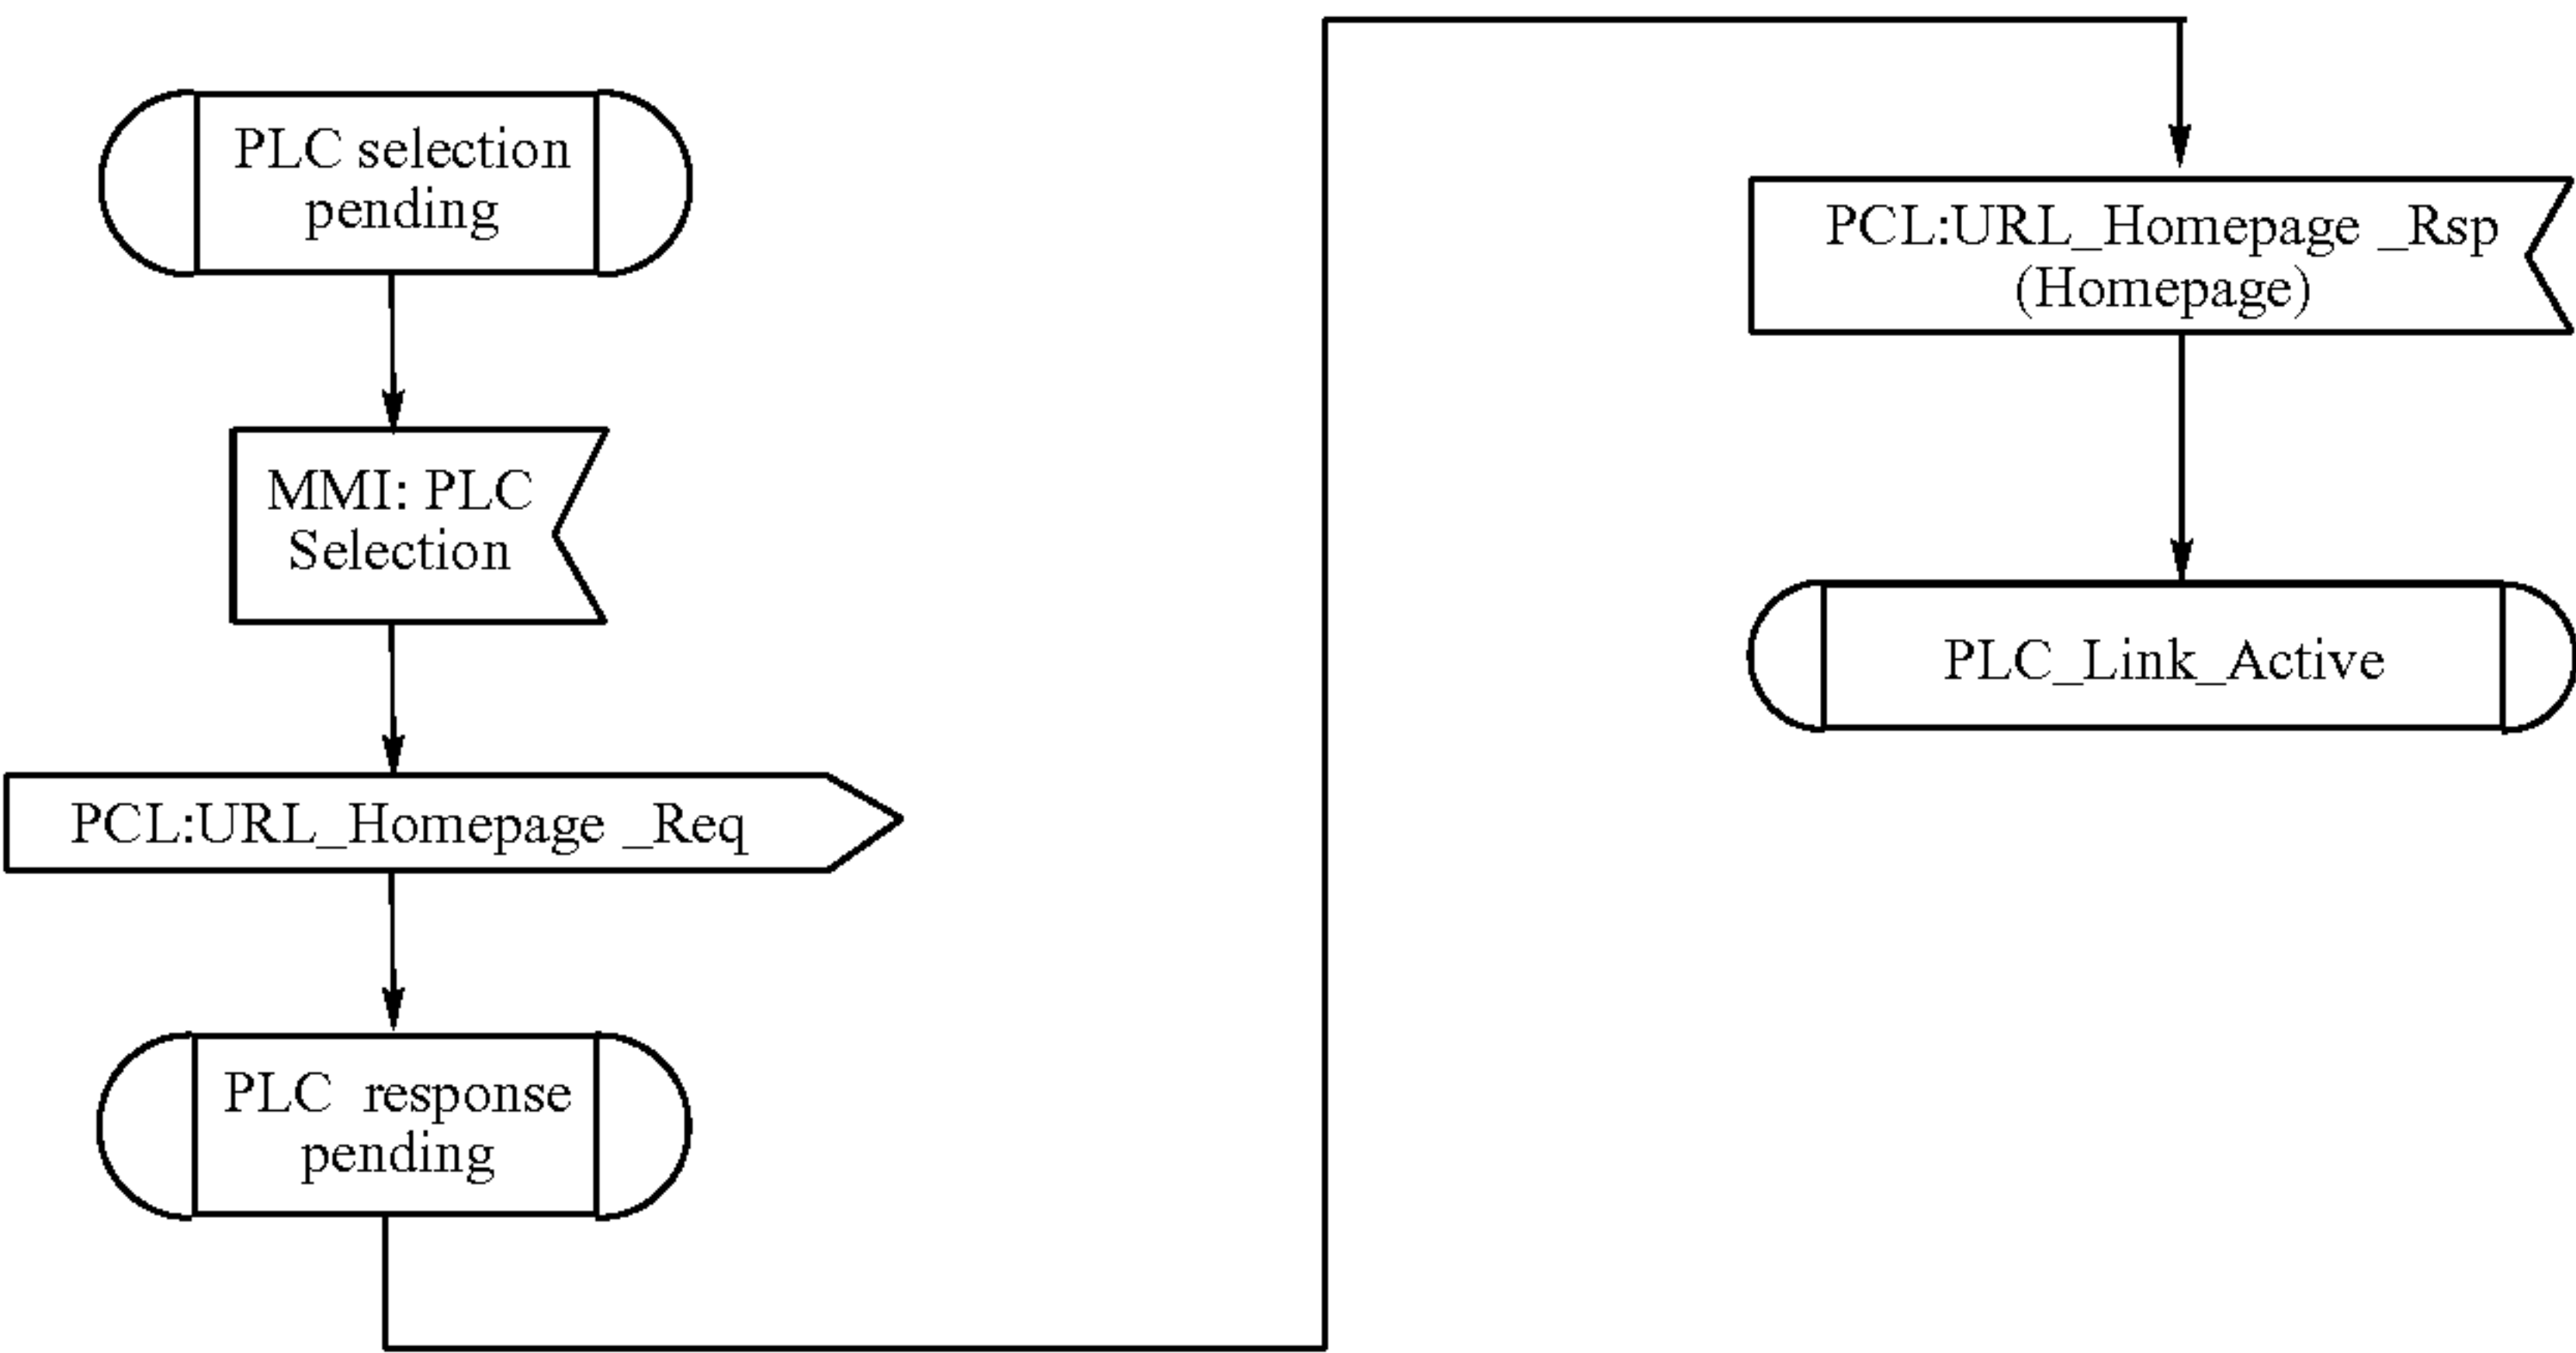 PLC selection
pending
MMI: PLC
Selection
PCL:URL_Homepage _Req
PLC response
pending
PCL:URL_Homepage _Rsp
(Homepage)
PLC_Link_Active